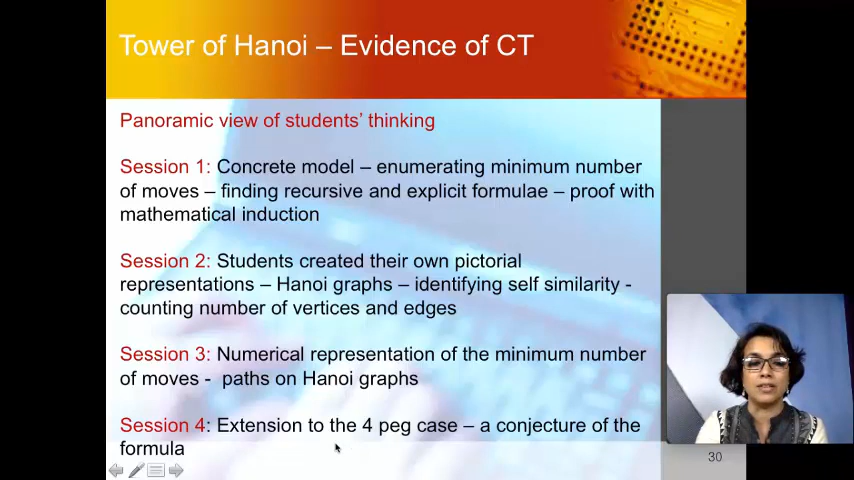 Tower of Hanoi – Evidence of CT
Panoramic view of students’ thinking
Session 1: Concrete model – enumerating minimum number
of moves – finding recursive and explicit formulae – proof with
mathematical induction
Session 2: Students created their own pictorial
representations – Hanoi graphs – identifying self similarity -
counting number of vertices and edges
Session 3: Numerical representation of the minimum number
of moves - paths on Hanoi graphs
Session 4: Extension to the 4 peg case – a conjecture of the
formula
30